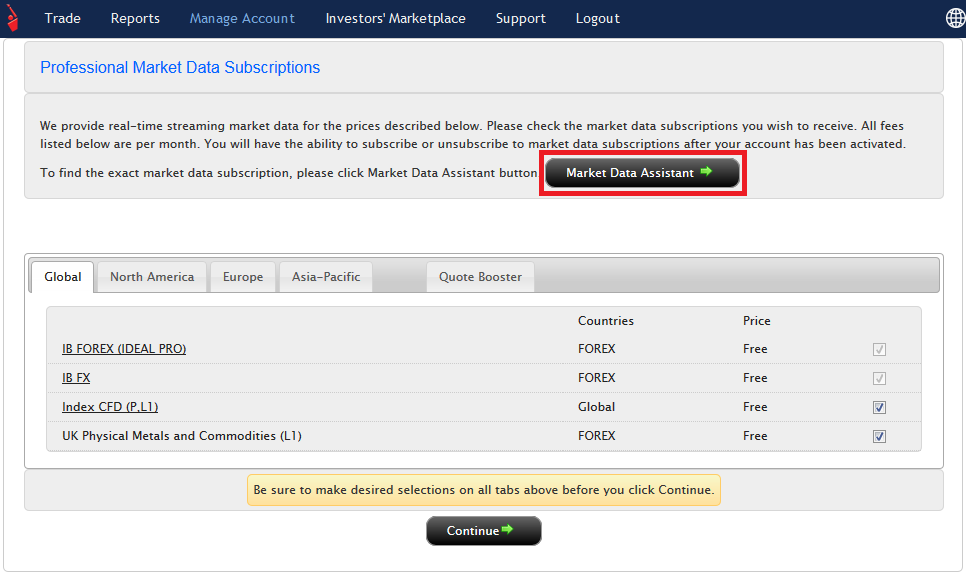 Trade Reports Manage Account Investors' Marketplace Support Logout
Professional Market Data Subscriptions
We provide real-time streaming market data for the prices described below. Please check the market data subscriptions you wish to receive. All fees
listed below are per month. You will have the ability to subscribe or unsubscribe to market data subscriptions after your account has been activated.
To find the exact market data subscription, please click Market Data Assistant button. Market Data Assistant
Global North America Europe Asia-Pacific Quote Booster
Countries Price
IB FOREX (IDEAL PRO) FOREX Free
IB FX FOREX Free
Index CFD (P,L1) Global Free
UK Physical Metals and Commodities (L1) FOREX Free
Be sure to make desired selections on all tabs above before you click Continue.
Continue